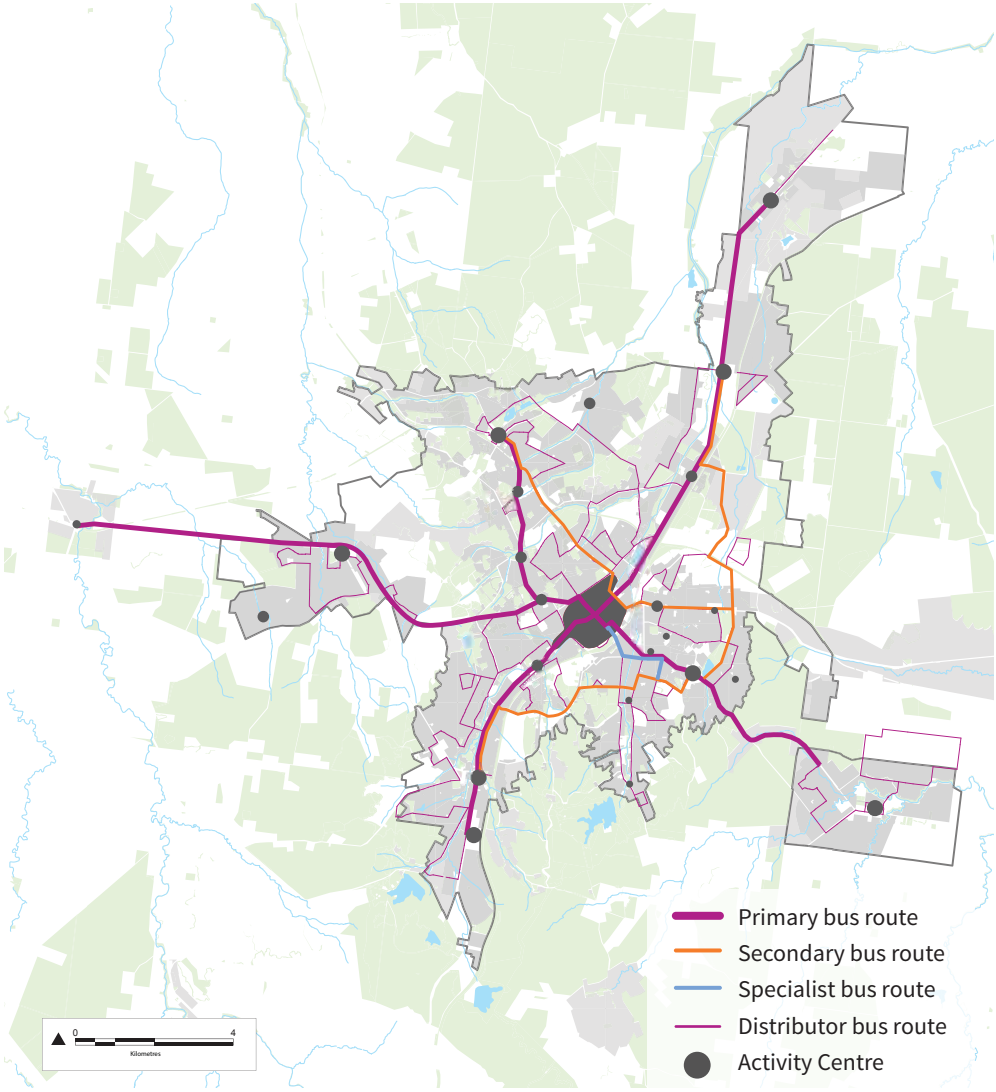 Primary bus route
Secondary bus route
Specialist bus route
Distributor bus route
Activity Centre
0 4
Kilometres